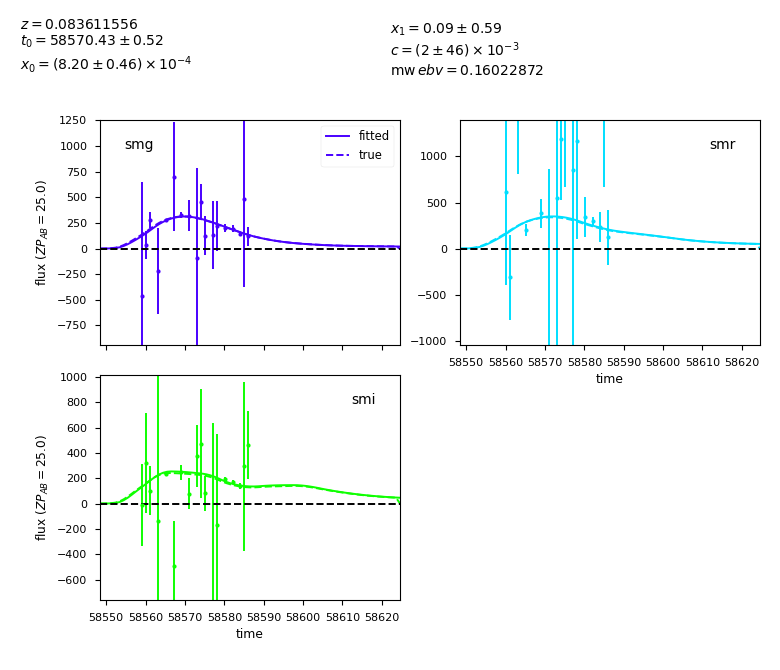 z = 0.083611556
t₀ = 58570.43 ± 0.52
x₀ = (8.20 ± 0.46) × 10⁻⁴
x₁ = 0.09 ± 0.59
c = (2 ± 46) × 10⁻³
mw ebv = 0.16022872
1250
1000
750
500
250
0
−250
−500
−750
flux (ZP_AB = 25.0)
smg
fitted
true
1000
500
0
−500
−1000
smr
58550 58560 58570 58580 58590 58600 58610 58620
time
1000
800
600
400
200
0
−200
−400
−600
flux (ZP_AB = 25.0)
smi
58550 58560 58570 58580 58590 58600 58610 58620
time